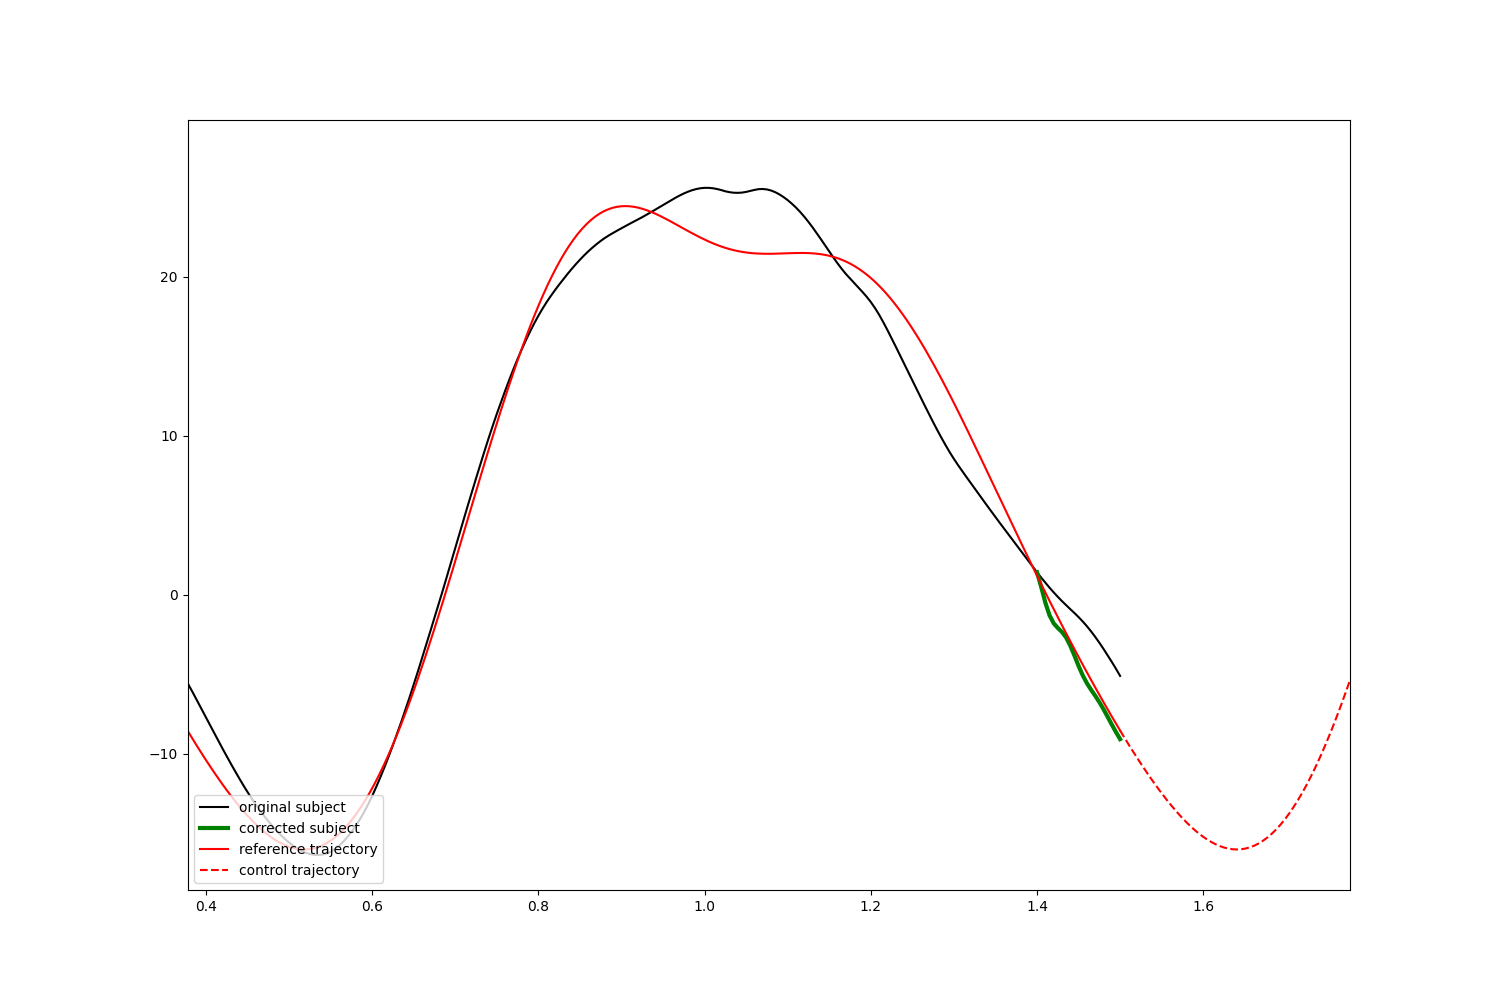 20
10
0
−10
original subject
corrected subject
reference trajectory
control trajectory
0.4 0.6 0.8 1.0 1.2 1.4 1.6